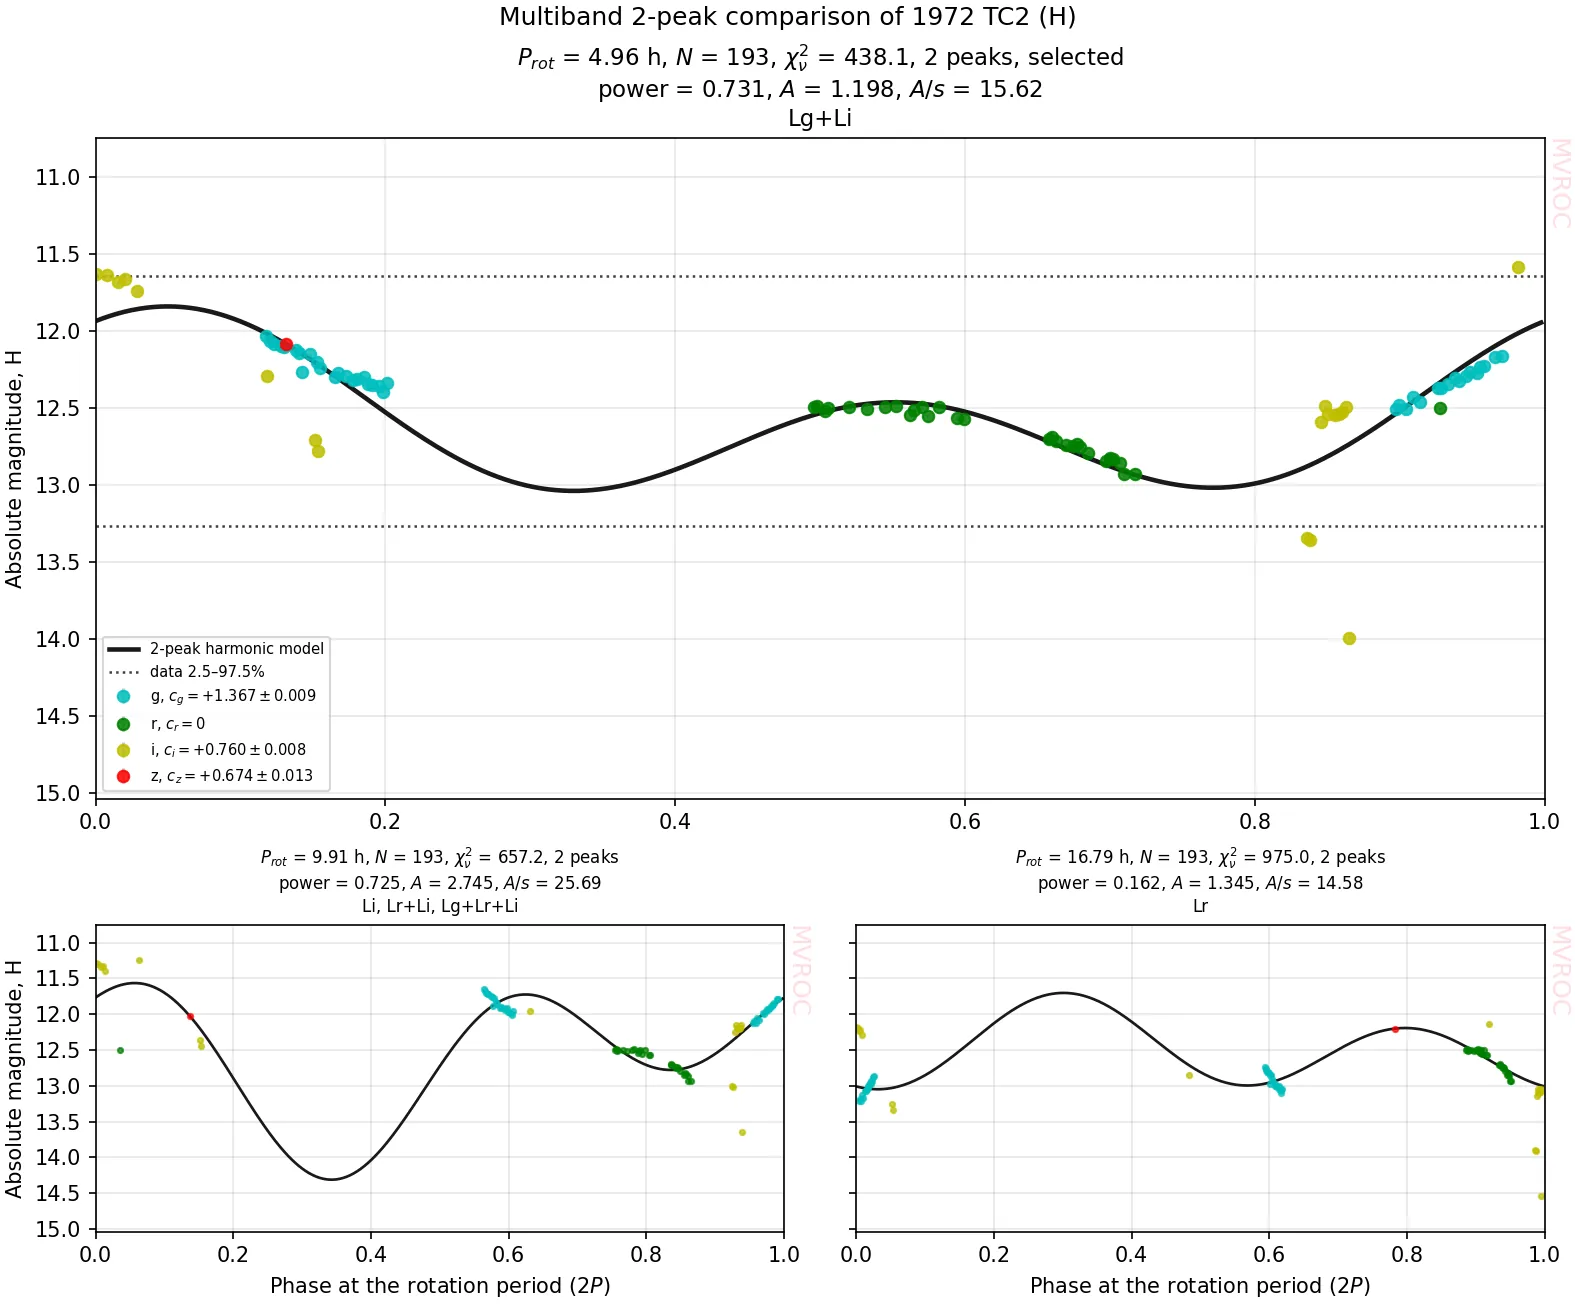 Multiband 2-peak comparison of 1972 TC2 (H)
P_rot = 4.96 h, N = 193, χ²_ν = 438.1, 2 peaks, selected
power = 0.731, A = 1.198, A/s = 15.62
Lg+Li
MVROC
Absolute magnitude, H
11.0
11.5
12.0
12.5
13.0
13.5
14.0
14.5
15.0
2-peak harmonic model
data 2.5–97.5%
g, c_g = +1.367 ± 0.009
r, c_r = 0
i, c_i = +0.760 ± 0.008
z, c_z = +0.674 ± 0.013
0.0 0.2 0.4 0.6 0.8 1.0
P_rot = 9.91 h, N = 193, χ²_ν = 657.2, 2 peaks
power = 0.725, A = 2.745, A/s = 25.69
Li, Lr+Li, Lg+Lr+Li
MVROC
Absolute magnitude, H
11.0
11.5
12.0
12.5
13.0
13.5
14.0
14.5
15.0
0.0 0.2 0.4 0.6 0.8 1.0
Phase at the rotation period (2P)
P_rot = 16.79 h, N = 193, χ²_ν = 975.0, 2 peaks
power = 0.162, A = 1.345, A/s = 14.58
Lr
MVROC
0.0 0.2 0.4 0.6 0.8 1.0
Phase at the rotation period (2P)